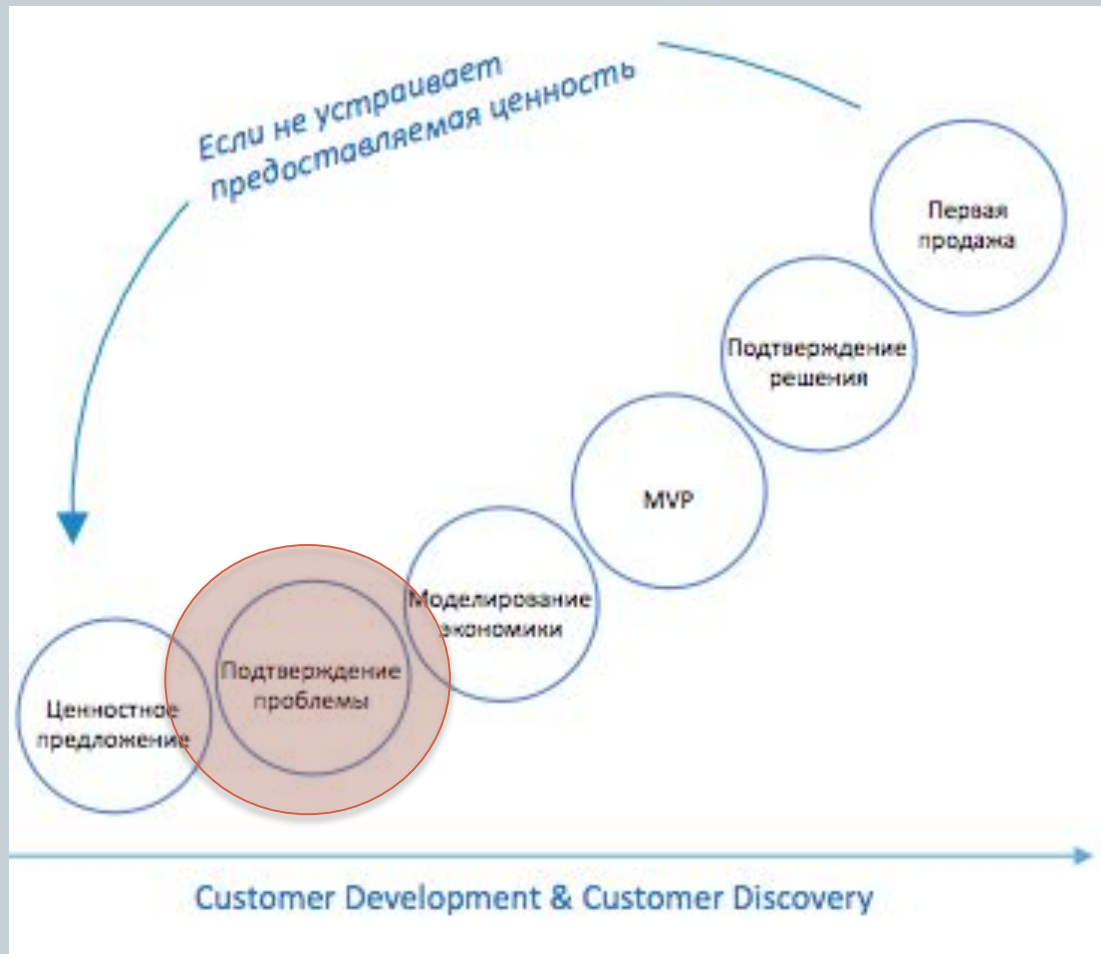 Если не устраивает
предоставляемая ценность
Первая
продажа
Подтверждение
решения
MVP
Моделирование
экономики
Подтверждение
проблемы
Ценностное
предложение
Customer Development & Customer Discovery